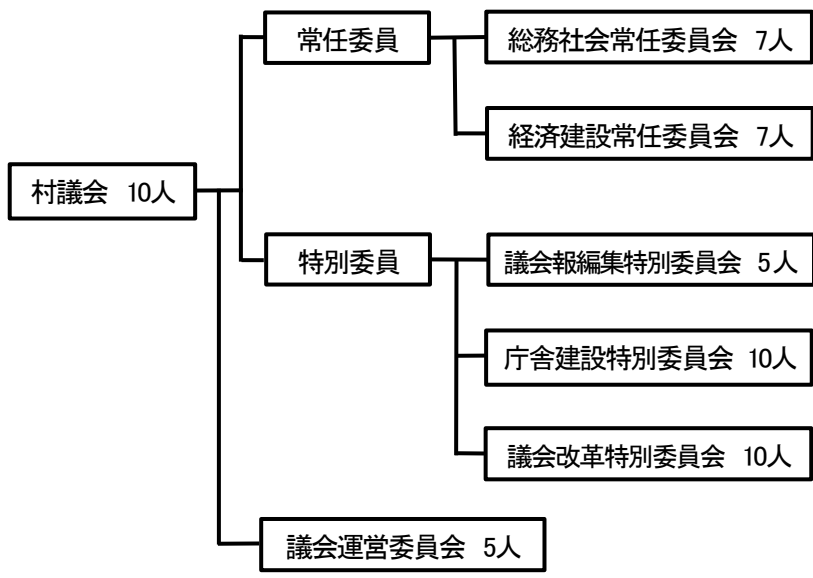 常任委員
総務社会常任委員会 7人
経済建設常任委員会 7人
村議会 10人
特別委員
議会報編集特別委員会 5人
庁舎建設特別委員会 10人
議会改革特別委員会 10人
議会運営委員会 5人